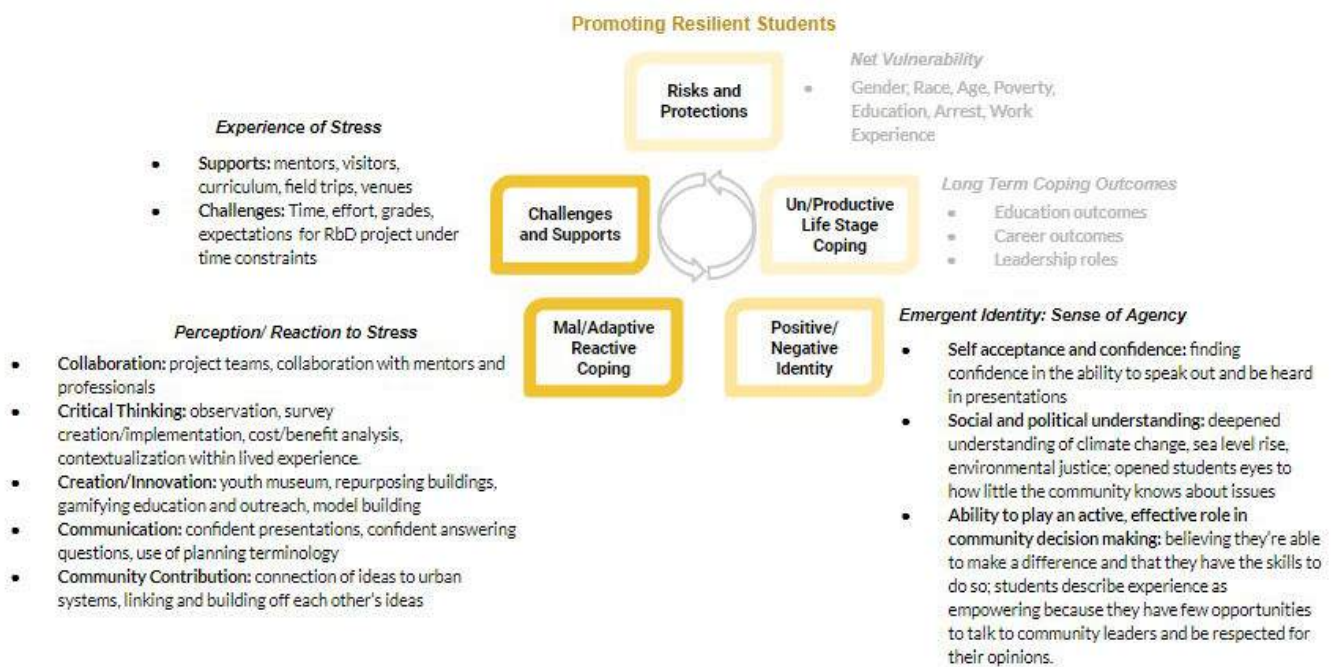 Promoting Resilient Students
Risks and
Protections
Net Vulnerability
• Gender, Race, Age, Poverty,
Education, Arrest, Work
Experience
Experience of Stress
• Supports: mentors, visitors,
curriculum, field trips, venues
• Challenges: Time, effort, grades,
expectations for RbD project under
time constraints
Challenges
and Supports
Un/Productive
Life Stage
Coping
Long Term Coping Outcomes
• Education outcomes
• Career outcomes
• Leadership roles
Perception/ Reaction to Stress
• Collaboration: project teams, collaboration with mentors and
professionals
• Critical Thinking: observation, survey
creation/implementation, cost/benefit analysis,
contextualization within lived experience.
• Creation/Innovation: youth museum, repurposing buildings,
gamifying education and outreach, model building
• Communication: confident presentations, confident answering
questions, use of planning terminology
• Community Contribution: connection of ideas to urban
systems, linking and building off each other's ideas
Mal/Adaptive
Reactive
Coping
Positive/
Negative
Identity
Emergent Identity: Sense of Agency
• Self acceptance and confidence: finding
confidence in the ability to speak out and be heard
in presentations
• Social and political understanding: deepened
understanding of climate change, sea level rise,
environmental justice; opened students eyes to
how little the community knows about issues
• Ability to play an active, effective role in
community decision making: believing they're able
to make a difference and that they have the skills to
do so; students describe experience as
empowering because they have few opportunities
to talk to community leaders and be respected for
their opinions.